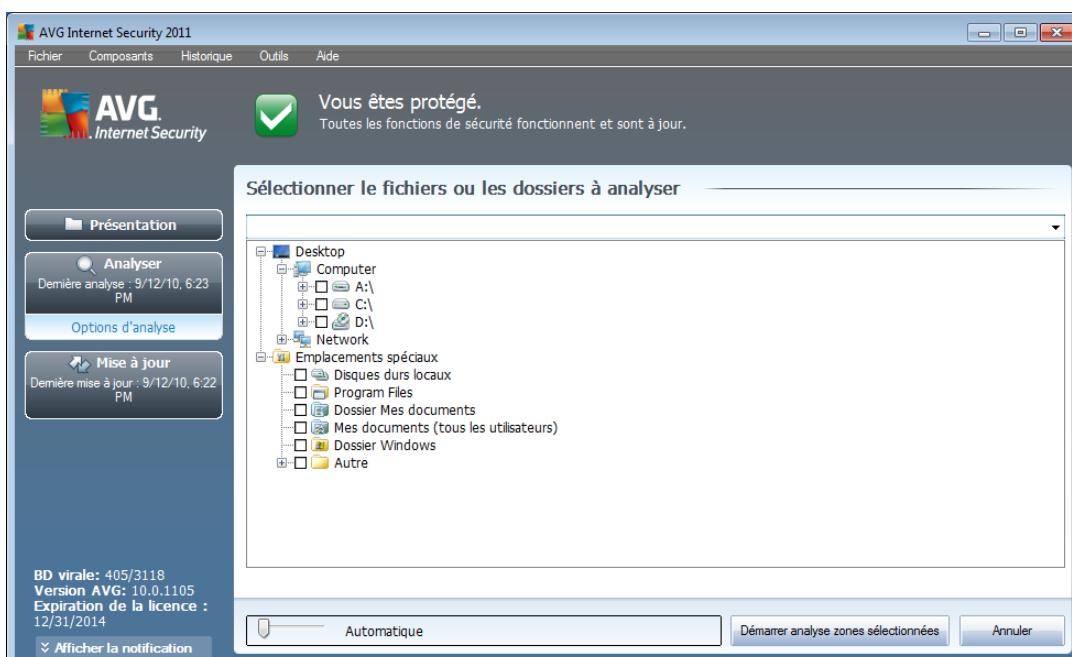 AVG Internet Security 2011
Fichier Composants Historique Outils Aide
AVG.
Internet Security
Vous êtes protégé.
Toutes les fonctions de sécurité fonctionnent et sont à jour.
Sélectionner le fichiers ou les dossiers à analyser
Présentation
Analyser
Dernière analyse : 9/12/10, 6:23
PM
Options d'analyse
Mise à jour
Dernière mise à jour : 9/12/10, 6:22
PM
Desktop
Computer
A:\
C:\
D:\
Network
Emplacements spéciaux
Disques durs locaux
Program Files
Dossier Mes documents
Mes documents (tous les utilisateurs)
Dossier Windows
Autre
BD virale: 405/3118
Version AVG: 10.0.1105
Expiration de la licence :
12/31/2014
Afficher la notification
Automatique
Démarrer analyse zones sélectionnées
Annuler